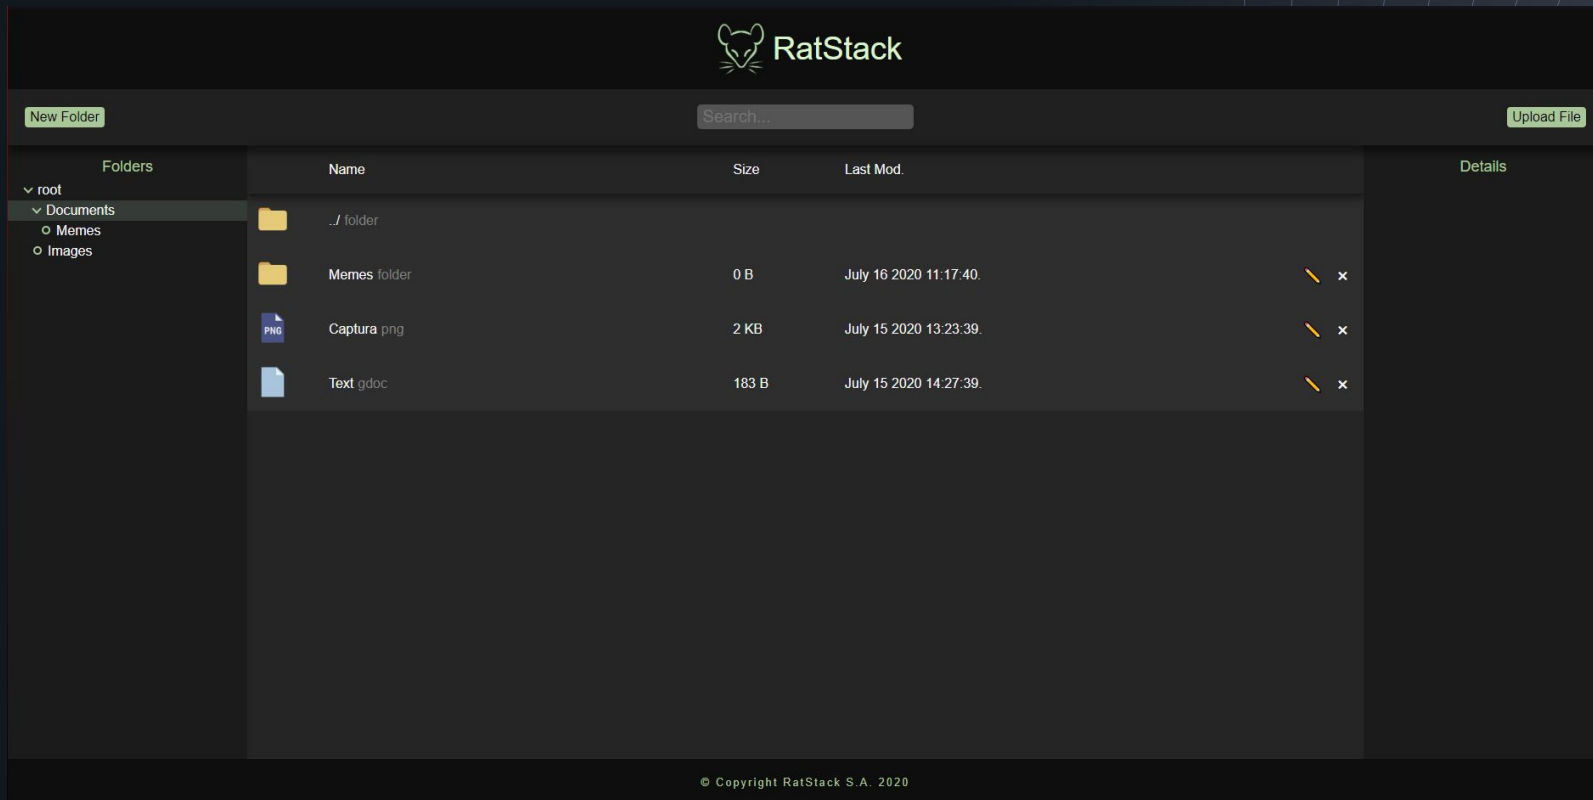 RatStack
New Folder
Search...
Upload File
Folders
root
Documents
Memes
Images
Name Size Last Mod.
../ folder
Memes folder 0 B July 16 2020 11:17:40.
PNG
Captura png 2 KB July 15 2020 13:23:39.
Text gdoc 183 B July 15 2020 14:27:39.
Details
© Copyright RatStack S.A. 2020